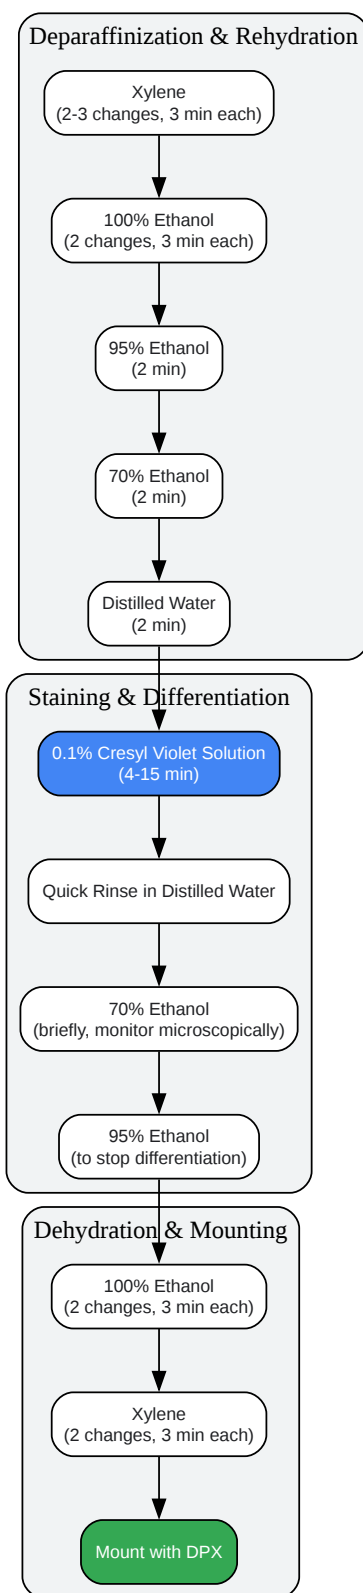 Deparaffinization & Rehydration
Xylene
(2-3 changes, 3 min each)
100% Ethanol
(2 changes, 3 min each)
95% Ethanol
(2 min)
70% Ethanol
(2 min)
Distilled Water
(2 min)
Staining & Differentiation
0.1% Cresyl Violet Solution
(4-15 min)
Quick Rinse in Distilled Water
70% Ethanol
(briefly, monitor microscopically)
95% Ethanol
(to stop differentiation)
Dehydration & Mounting
100% Ethanol
(2 changes, 3 min each)
Xylene
(2 changes, 3 min each)
Mount with DPX